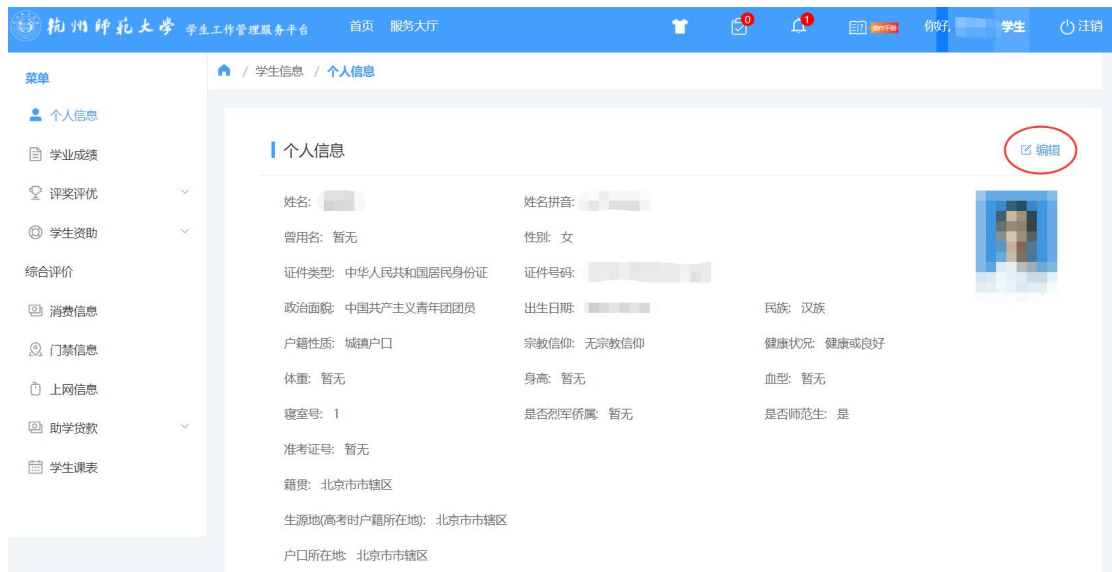 杭州师范大学 学生工作管理服务平台 首页 服务大厅 0 1 操作手册 你好, 学生 注销
菜单
/ 学生信息 / 个人信息
个人信息
学业成绩
评奖评优
学生资助
综合评价
消费信息
门禁信息
上网信息
助学贷款
学生课表
个人信息 编辑
姓名: 姓名拼音:
曾用名: 暂无 性别: 女
证件类型: 中华人民共和国居民身份证 证件号码:
政治面貌: 中国共产主义青年团团员 出生日期: 民族: 汉族
户籍性质: 城镇户口 宗教信仰: 无宗教信仰 健康状况: 健康或良好
体重: 暂无 身高: 暂无 血型: 暂无
寝室号: 1 是否烈军侨属: 暂无 是否师范生: 是
准考证号: 暂无
籍贯: 北京市市辖区
生源地(高考时户籍所在地): 北京市市辖区
户口所在地: 北京市市辖区